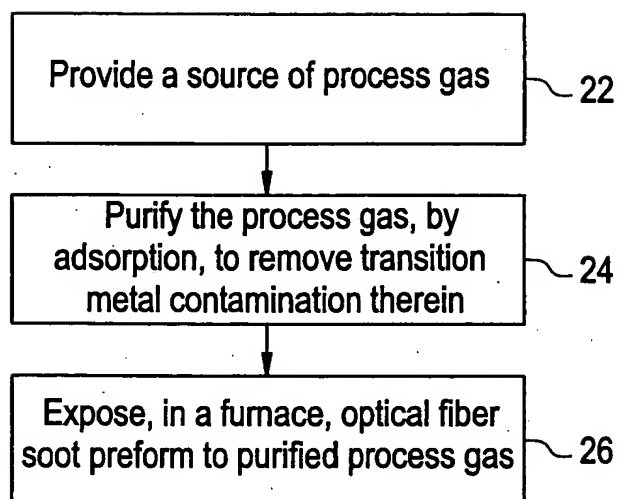 Provide a source of process gas
22
Purify the process gas, by
adsorption, to remove transition
metal contamination therein
24
Expose, in a furnace, optical fiber
soot preform to purified process gas
26